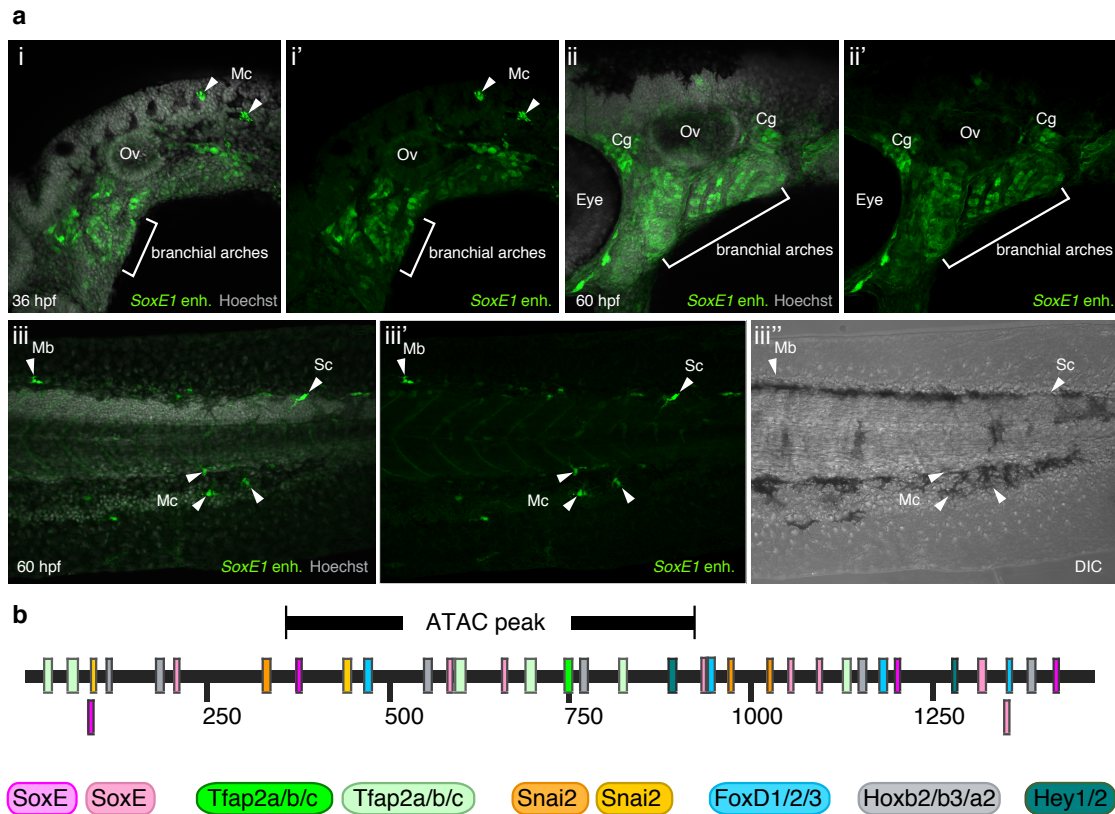 a
i
Mc
Ov
branchial arches
36 hpf
SoxE1 enh. Hoechst
i’
Mc
Ov
branchial arches
SoxE1 enh.
ii
Ov
Cg
Cg
Eye
branchial arches
60 hpf
SoxE1 enh. Hoechst
ii’
Ov
Cg
Cg
Eye
branchial arches
SoxE1 enh.
iii
Mb
Sc
Mc
60 hpf
SoxE1 enh. Hoechst
iii’
Mb
Sc
Mc
SoxE1 enh.
iii’’
Mb
Sc
Mc
DIC
b
ATAC peak
250
500
750
1000
1250
SoxE
SoxE
Tfap2a/b/c
Tfap2a/b/c
Snai2
Snai2
FoxD1/2/3
Hoxb2/b3/a2
Hey1/2